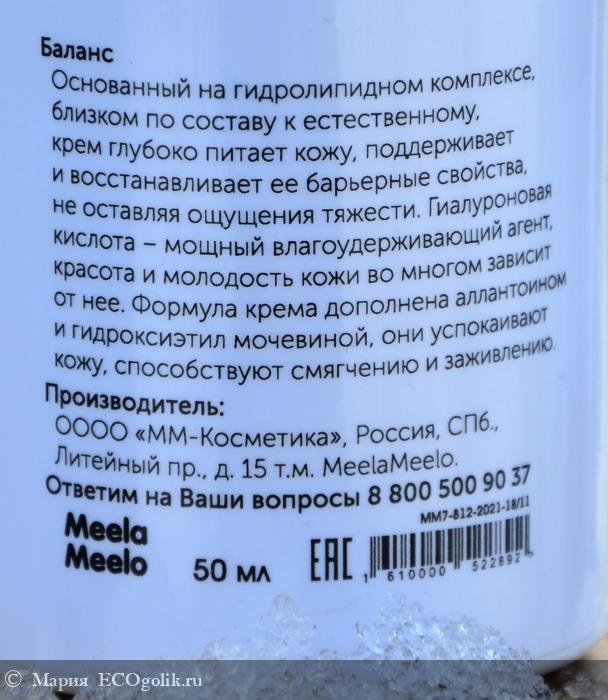 Баланс
Основанный на гидролипидном комплексе,
близком по составу к естественному,
крем глубоко питает кожу, поддерживает
и восстанавливает ее барьерные свойства,
не оставляя ощущения тяжести. Гиалуроновая
кислота – мощный влагоудерживающий агент,
красота и молодость кожи во многом зависит
от нее. Формула крема дополнена аллантоином
и гидроксиэтил мочевиной, они успокаивают
кожу, способствуют смягчению и заживлению.
Производитель:
ОООО «ММ-Косметика», Россия, СПб.,
Литейный пр., д. 15 т.м. MeelaMeelo.
Ответим на Ваши вопросы 8 800 500 90 37
ММ7-812-2021-18/11
Meela
Meelo
50 мл
EAC
1 610000 522892
© Мария ECOgolik.ru